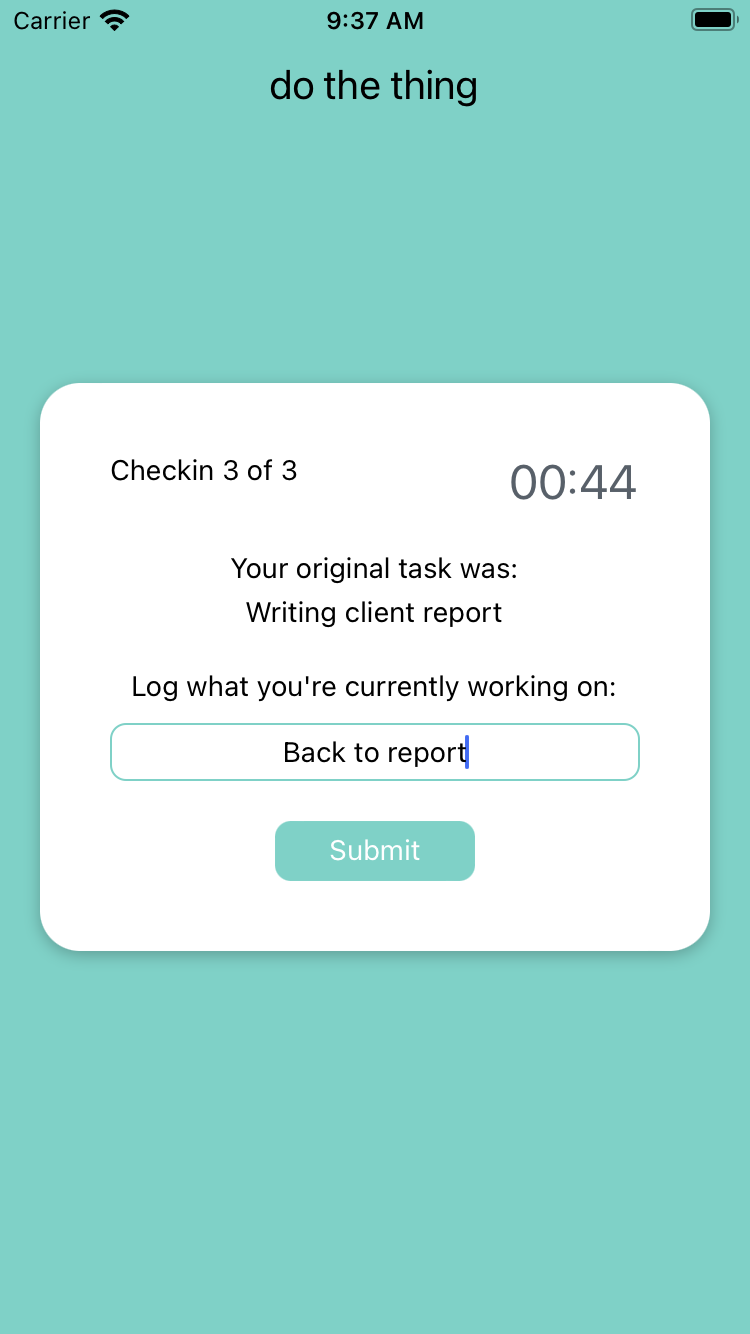 Carrier 9:37 AM
do the thing
Checkin 3 of 3 00:44
Your original task was:
Writing client report
Log what you're currently working on:
Back to report
Submit